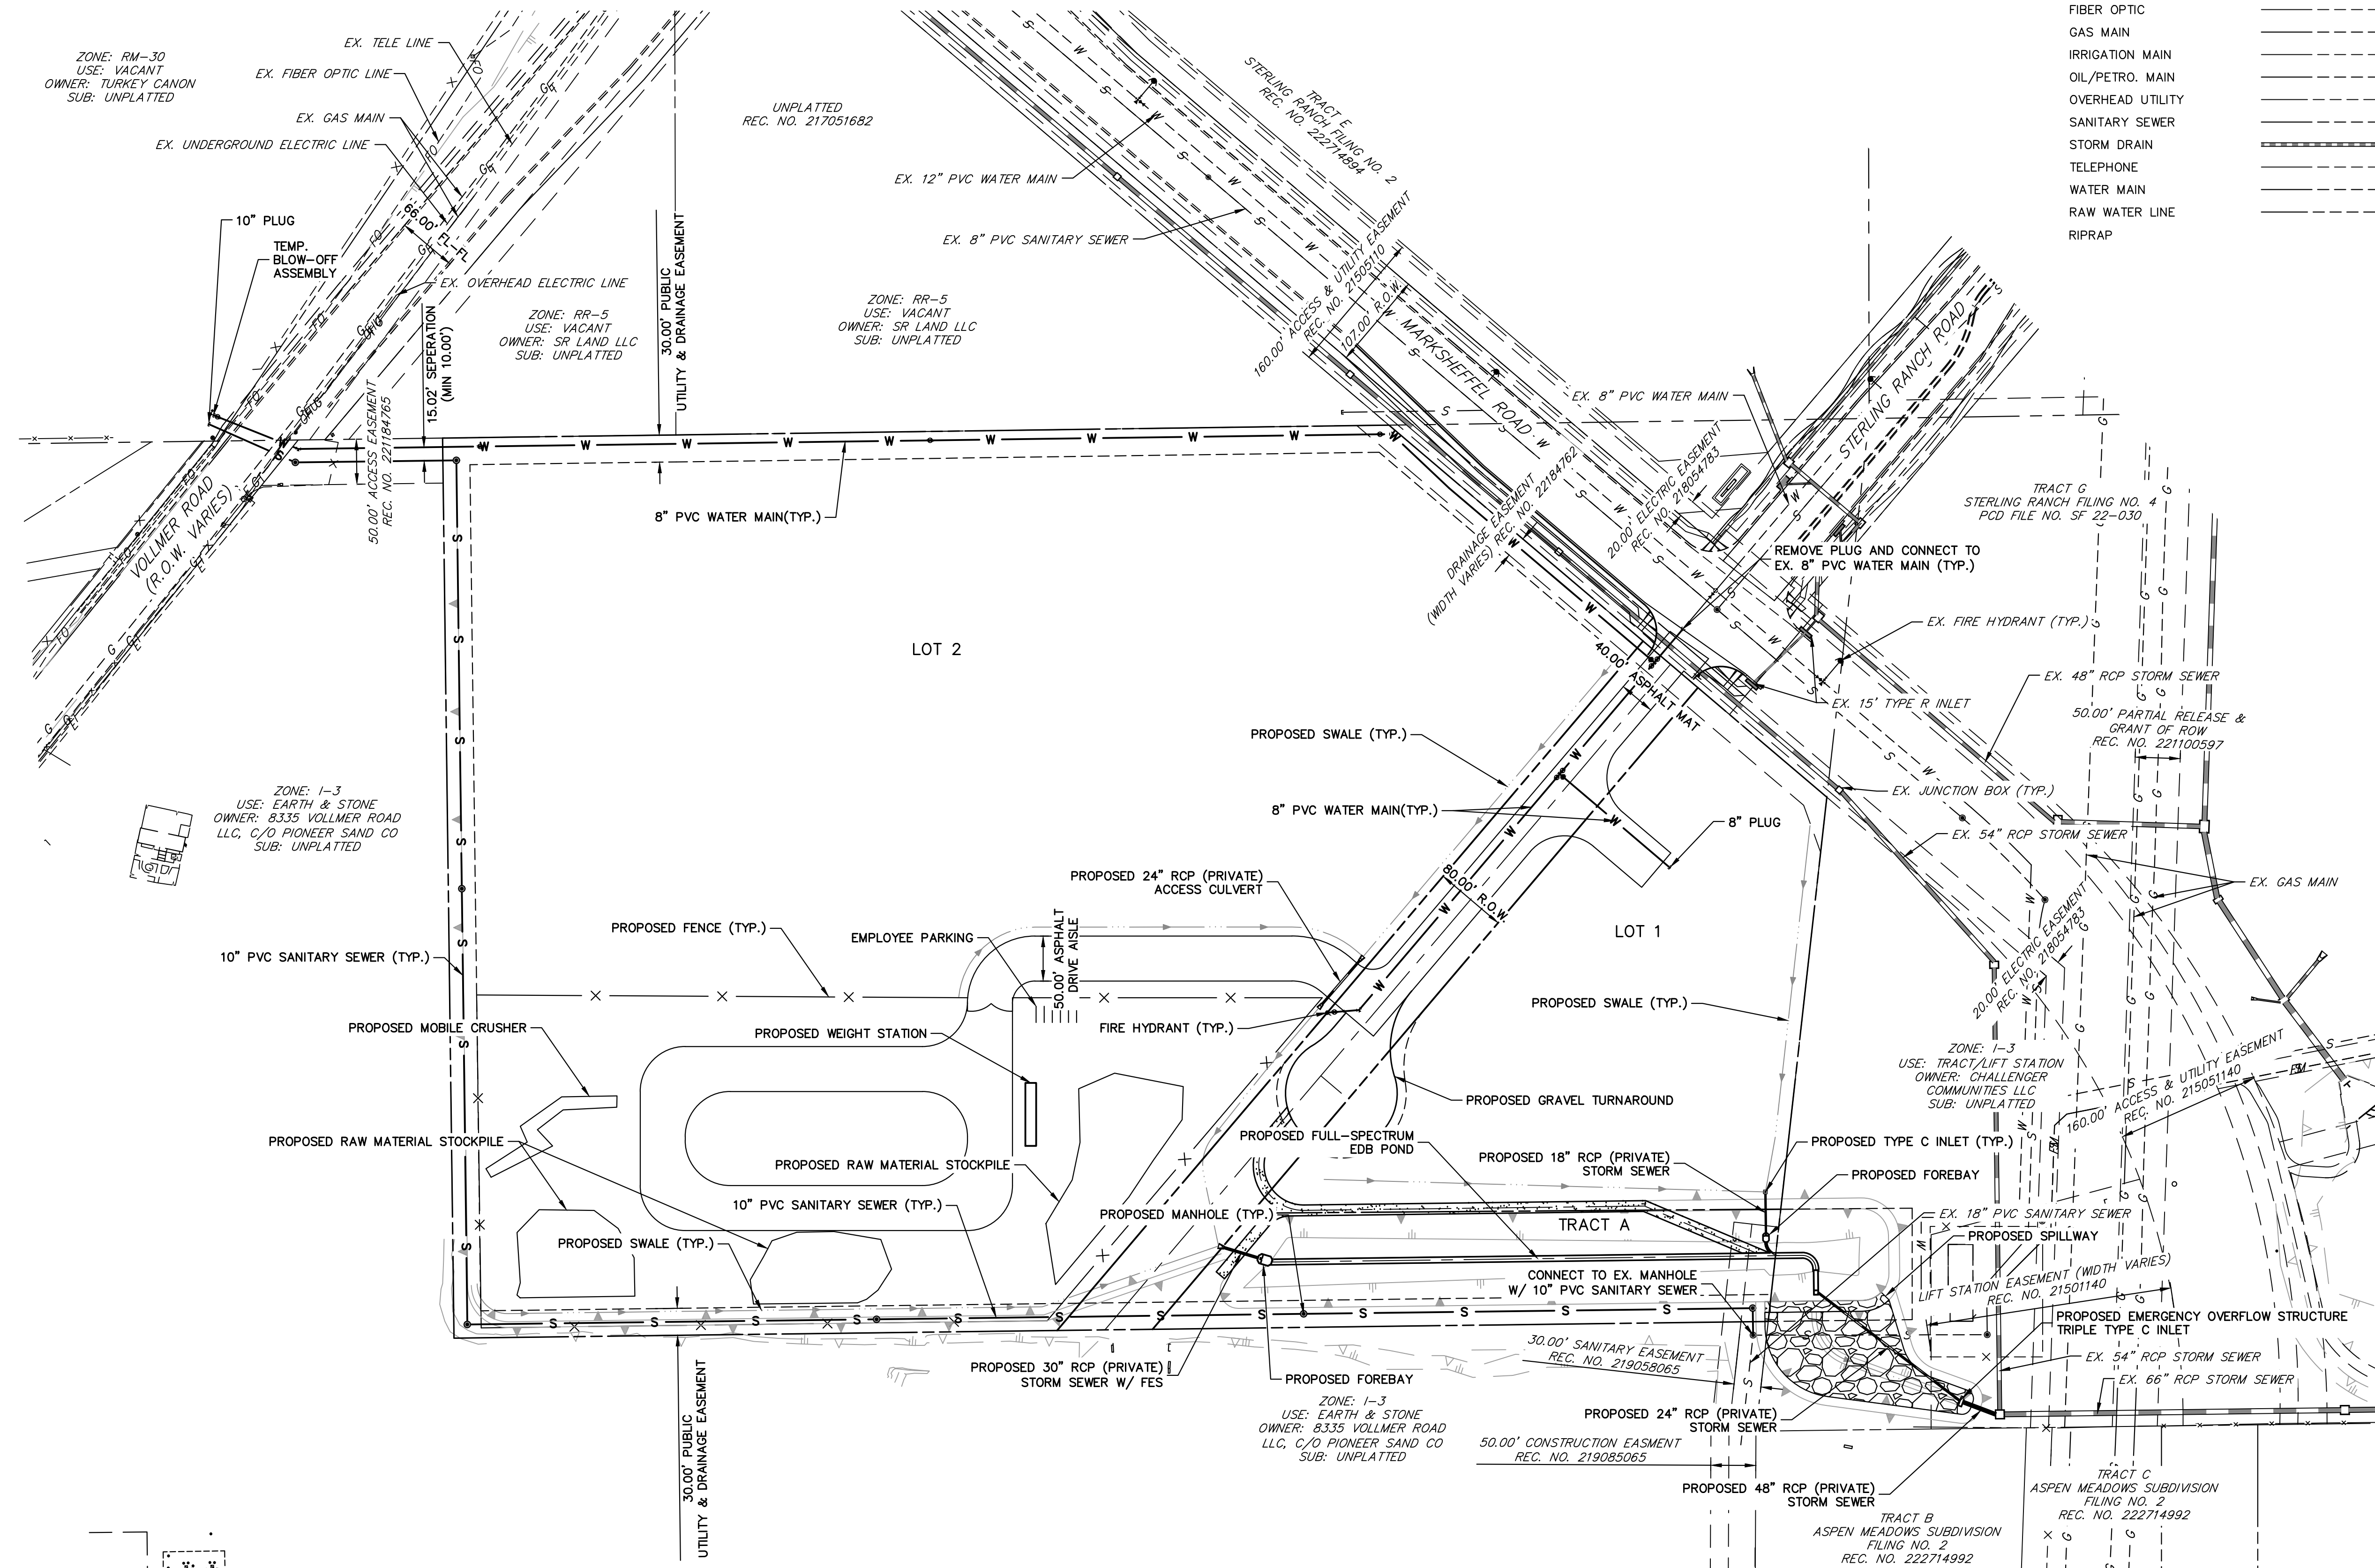 FIBER OPTIC
GAS MAIN
IRRIGATION MAIN
OIL/PETRO. MAIN
OVERHEAD UTILITY
SANITARY SEWER
STORM DRAIN
TELEPHONE
WATER MAIN
RAW WATER LINE
RIPRAP
ZONE: RM-30
USE: VACANT
OWNER: TURKEY CANON
SUB: UNPLATTED
EX. TELE LINE
EX. FIBER OPTIC LINE
EX. GAS MAIN
EX. UNDERGROUND ELECTRIC LINE
10" PLUG
TEMP.
BLOW-OFF
ASSEMBLY
66.00' FL-FL
EX. OVERHEAD ELECTRIC LINE
UNPLATTED
REC. NO. 217051682
EX. 12" PVC WATER MAIN
EX. 8" PVC SANITARY SEWER
TRACT E
STERLING RANCH FILING NO. 2
REC. NO. 222714894
160.00' ACCESS & UTILITY EASEMENT
REC. NO. 21505110
107.00' R.O.W.
MARKSHEFFEL ROAD
STERLING RANCH ROAD
ZONE: RR-5
USE: VACANT
OWNER: SR LAND LLC
SUB: UNPLATTED
ZONE: RR-5
USE: VACANT
OWNER: SR LAND LLC
SUB: UNPLATTED
30.00' PUBLIC
UTILITY & DRAINAGE EASEMENT
15.02' SEPERATION
(MIN 10.00')
50.00' ACCESS EASEMENT
REC. NO. 221184765
VOLLMER ROAD
(R.O.W. VARIES)
8" PVC WATER MAIN(TYP.)
EX. 8" PVC WATER MAIN
DRAINAGE EASEMENT
(WIDTH VARIES) REC. NO. 22184762
20.00' ELECTRIC EASEMENT
REC. NO. 218054783
TRACT G
STERLING RANCH FILING NO. 4
PCD FILE NO. SF 22-030
REMOVE PLUG AND CONNECT TO
EX. 8" PVC WATER MAIN (TYP.)
EX. FIRE HYDRANT (TYP.)
EX. 48" RCP STORM SEWER
EX. 15' TYPE R INLET
50.00' PARTIAL RELEASE &
GRANT OF ROW
REC. NO. 221100597
LOT 2
40.00' ASPHALT MAT
PROPOSED SWALE (TYP.)
8" PVC WATER MAIN(TYP.)
8" PLUG
EX. JUNCTION BOX (TYP.)
EX. 54" RCP STORM SEWER
EX. GAS MAIN
ZONE: I-3
USE: EARTH & STONE
OWNER: 8335 VOLLMER ROAD
LLC, C/O PIONEER SAND CO
SUB: UNPLATTED
80.00' R.O.W.
LOT 1
PROPOSED 24" RCP (PRIVATE)
ACCESS CULVERT
PROPOSED FENCE (TYP.)
EMPLOYEE PARKING
50.00' ASPHALT
DRIVE AISLE
10" PVC SANITARY SEWER (TYP.)
20.00' ELECTRIC EASEMENT
REC. NO. 218054783
PROPOSED SWALE (TYP.)
PROPOSED MOBILE CRUSHER
PROPOSED WEIGHT STATION
FIRE HYDRANT (TYP.)
ZONE: I-3
USE: TRACT/LIFT STATION
OWNER: CHALLENGER
COMMUNITIES LLC
SUB: UNPLATTED
160.00' ACCESS & UTILITY EASEMENT
REC. NO. 215051140
PROPOSED GRAVEL TURNAROUND
PROPOSED RAW MATERIAL STOCKPILE
PROPOSED FULL-SPECTRUM
EDB POND
PROPOSED TYPE C INLET (TYP.)
PROPOSED 18" RCP (PRIVATE)
STORM SEWER
PROPOSED FOREBAY
PROPOSED RAW MATERIAL STOCKPILE
10" PVC SANITARY SEWER (TYP.)
PROPOSED MANHOLE (TYP.)
TRACT A
EX. 18" PVC SANITARY SEWER
PROPOSED SPILLWAY
PROPOSED SWALE (TYP.)
CONNECT TO EX. MANHOLE
W/ 10" PVC SANITARY SEWER
LIFT STATION EASEMENT (WIDTH VARIES)
REC. NO. 21501140
PROPOSED EMERGENCY OVERFLOW STRUCTURE
TRIPLE TYPE C INLET
30.00' SANITARY EASEMENT
REC. NO. 219058065
EX. 54" RCP STORM SEWER
EX. 66" RCP STORM SEWER
PROPOSED 30" RCP (PRIVATE)
STORM SEWER W/ FES
PROPOSED FOREBAY
ZONE: I-3
USE: EARTH & STONE
OWNER: 8335 VOLLMER ROAD
LLC, C/O PIONEER SAND CO
SUB: UNPLATTED
30.00' PUBLIC
UTILITY & DRAINAGE EASEMENT
PROPOSED 24" RCP (PRIVATE)
STORM SEWER
50.00' CONSTRUCTION EASMENT
REC. NO. 219085065
PROPOSED 48" RCP (PRIVATE)
STORM SEWER
TRACT C
ASPEN MEADOWS SUBDIVISION
FILING NO. 2
REC. NO. 222714992
TRACT B
ASPEN MEADOWS SUBDIVISION
FILING NO. 2
REC. NO. 222714992